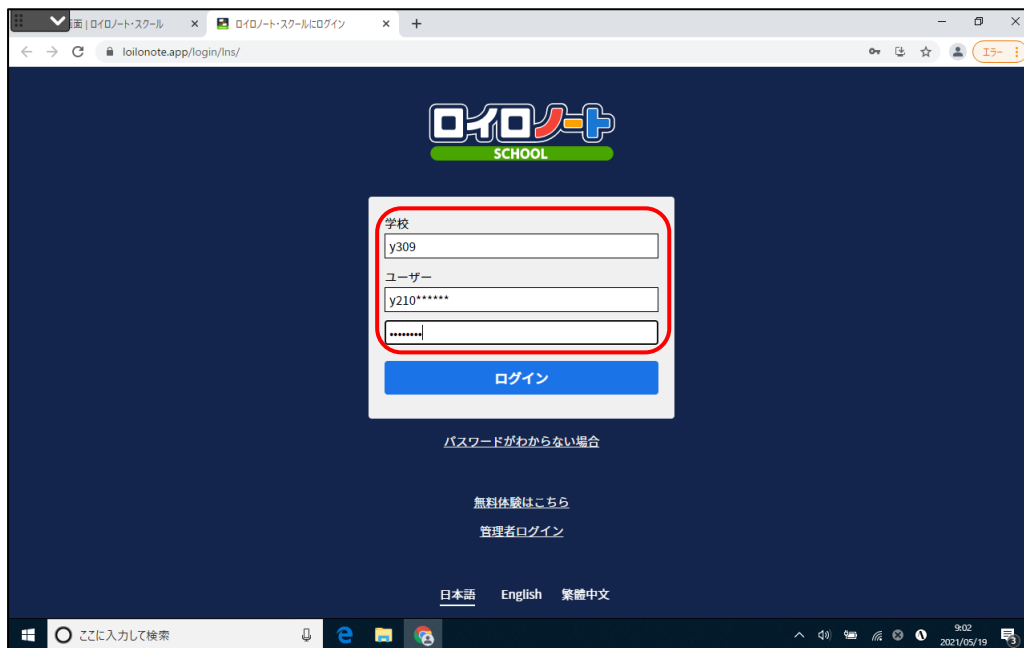 面 | ロイロノート・スクール
ロイロノート・スクールにログイン
loilonote.app/login/lns/
エラー
ロイロノート
SCHOOL
学校
y309
ユーザー
y210******
••••••••
ログイン
パスワードがわからない場合
無料体験はこちら
管理者ログイン
日本語 English 繁體中文
ここに入力して検索
9:02
2021/05/19
3